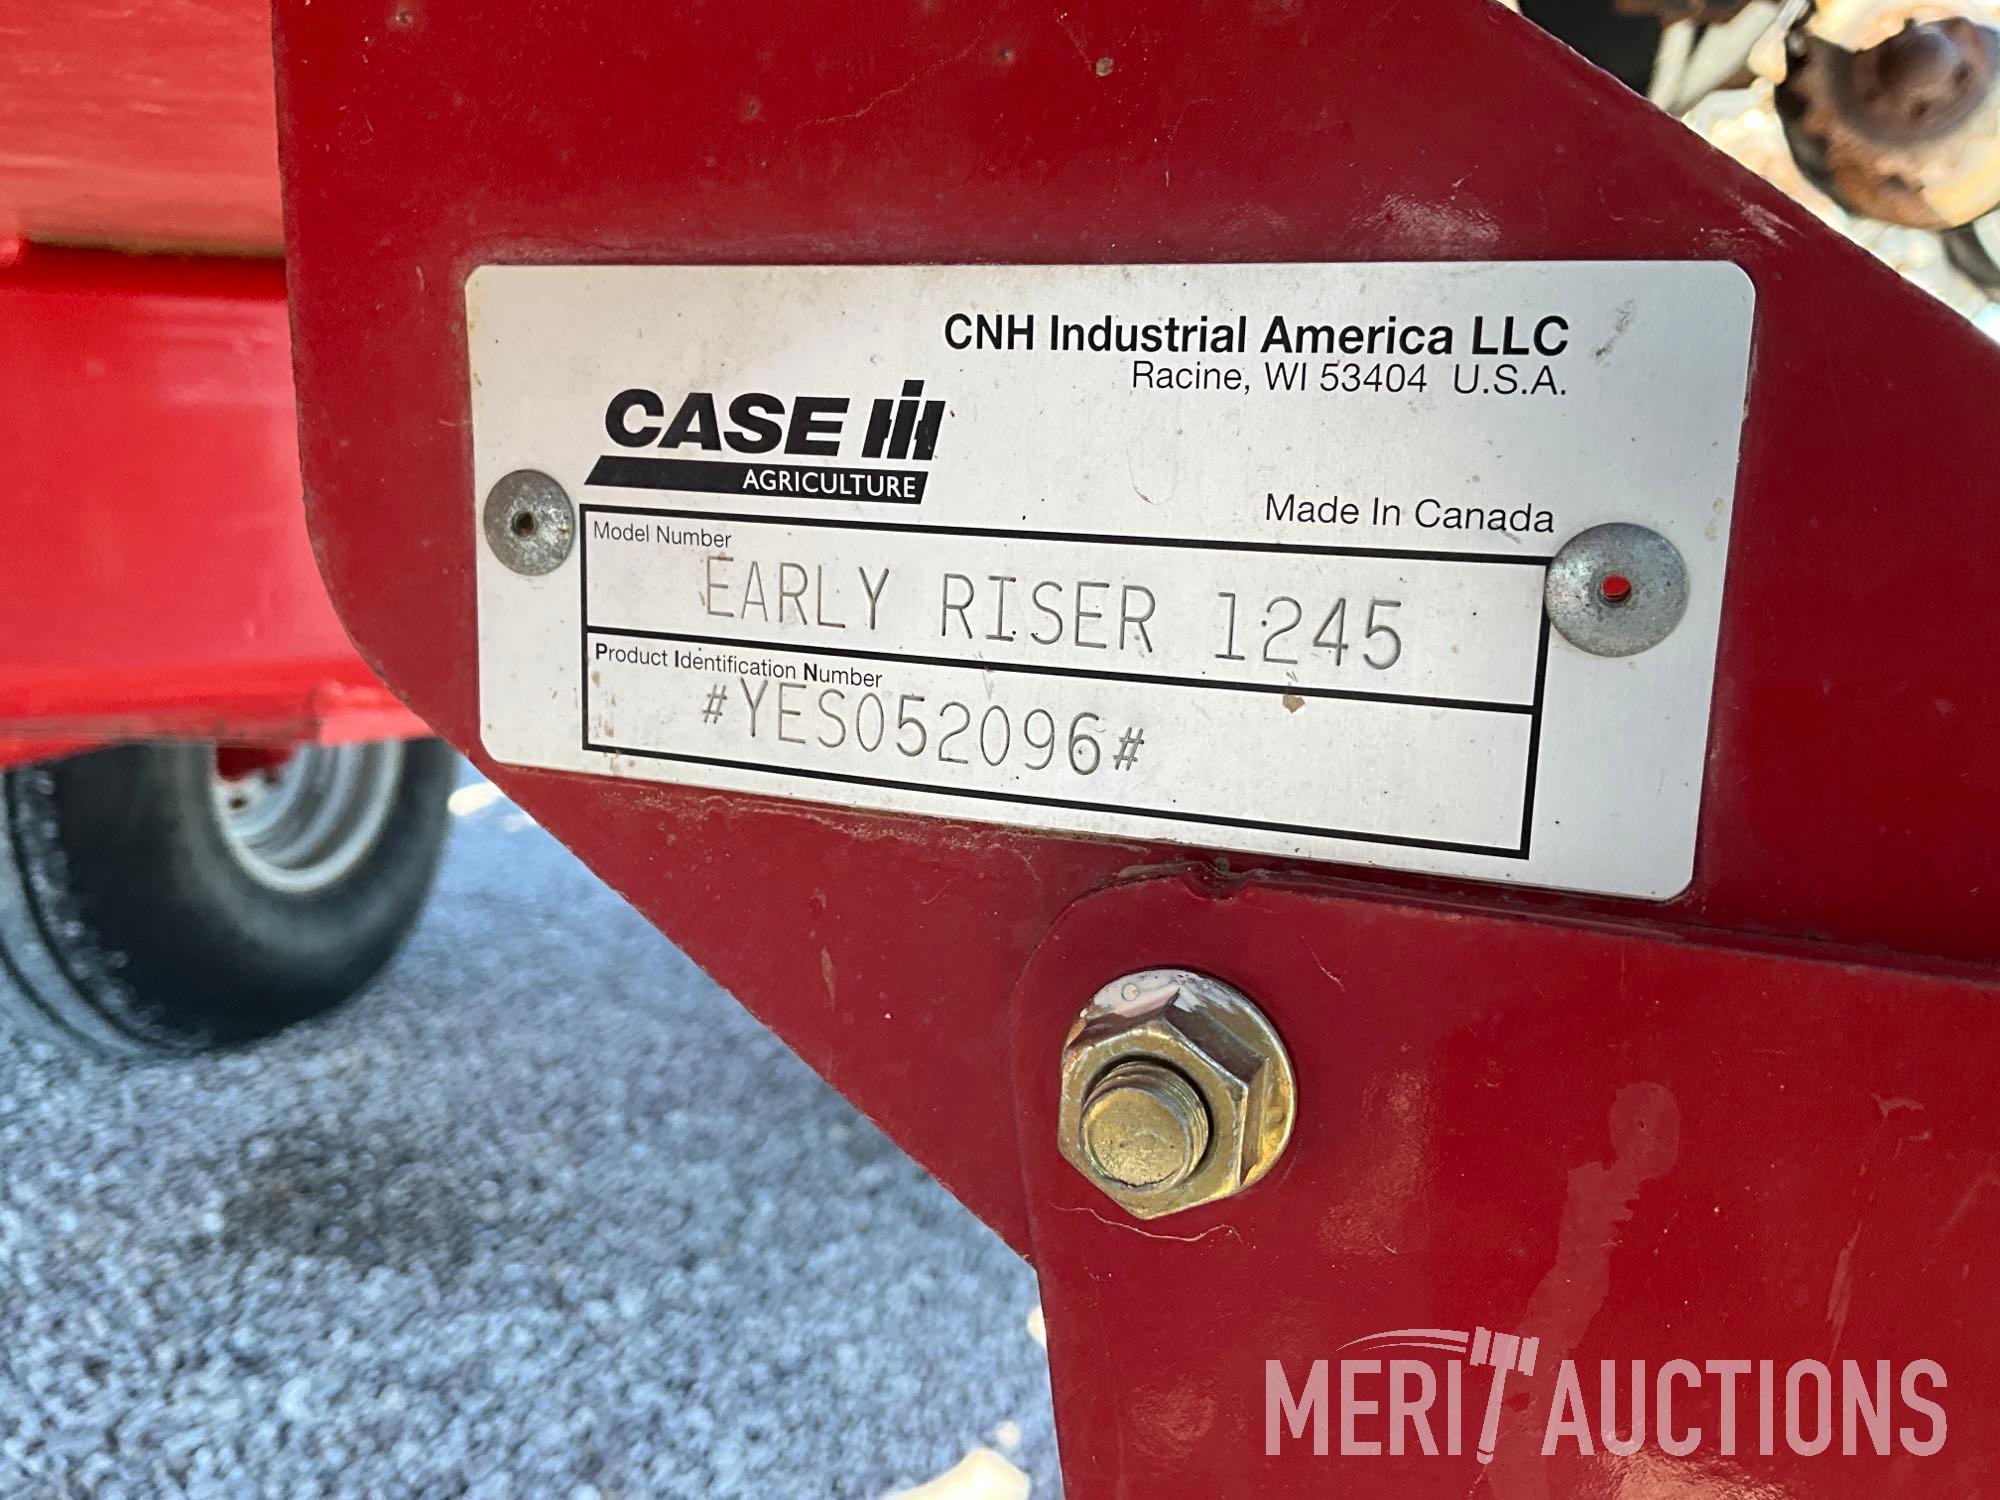 CNH Industrial America LLC
Racine, WI 53404 U.S.A.
CASE IH
AGRICULTURE
Made In Canada
Model Number
EARLY RISER 1245
Product Identification Number
#YES052096#
MERIT AUCTIONS